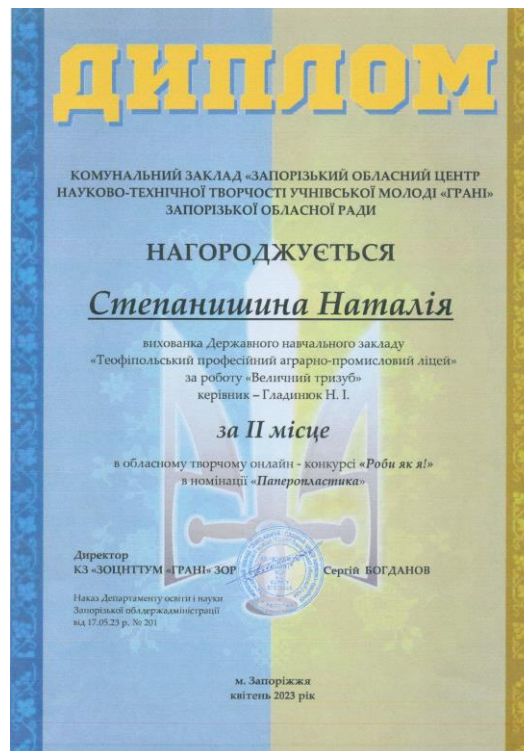 ДИПЛОМ
КОМУНАЛЬНИЙ ЗАКЛАД «ЗАПОРІЗЬКИЙ ОБЛАСНИЙ ЦЕНТР
НАУКОВО-ТЕХНІЧНОЇ ТВОРЧОСТІ УЧНІВСЬКОЇ МОЛОДІ «ГРАНІ»
ЗАПОРІЗЬКОЇ ОБЛАСНОЇ РАДИ
НАГОРОДЖУЄТЬСЯ
Степанишина Наталія
вихованка Державного навчального закладу
«Теофіпольський професійний аграрно-промисловий ліцей»
за роботу «Величний тризуб»
керівник – Гладинюк Н. І.
за ІІ місце
в обласному творчому онлайн - конкурсі «Роби як я!»
в номінації «Паперопластика»
Директор
КЗ «ЗОЦНТТУМ «ГРАНІ» ЗОР Сергій БОГДАНОВ
Наказ Департаменту освіти і науки
Запорізької облдержадміністрації
від 17.05.23 р. № 201
м. Запоріжжя
квітень 2023 рік